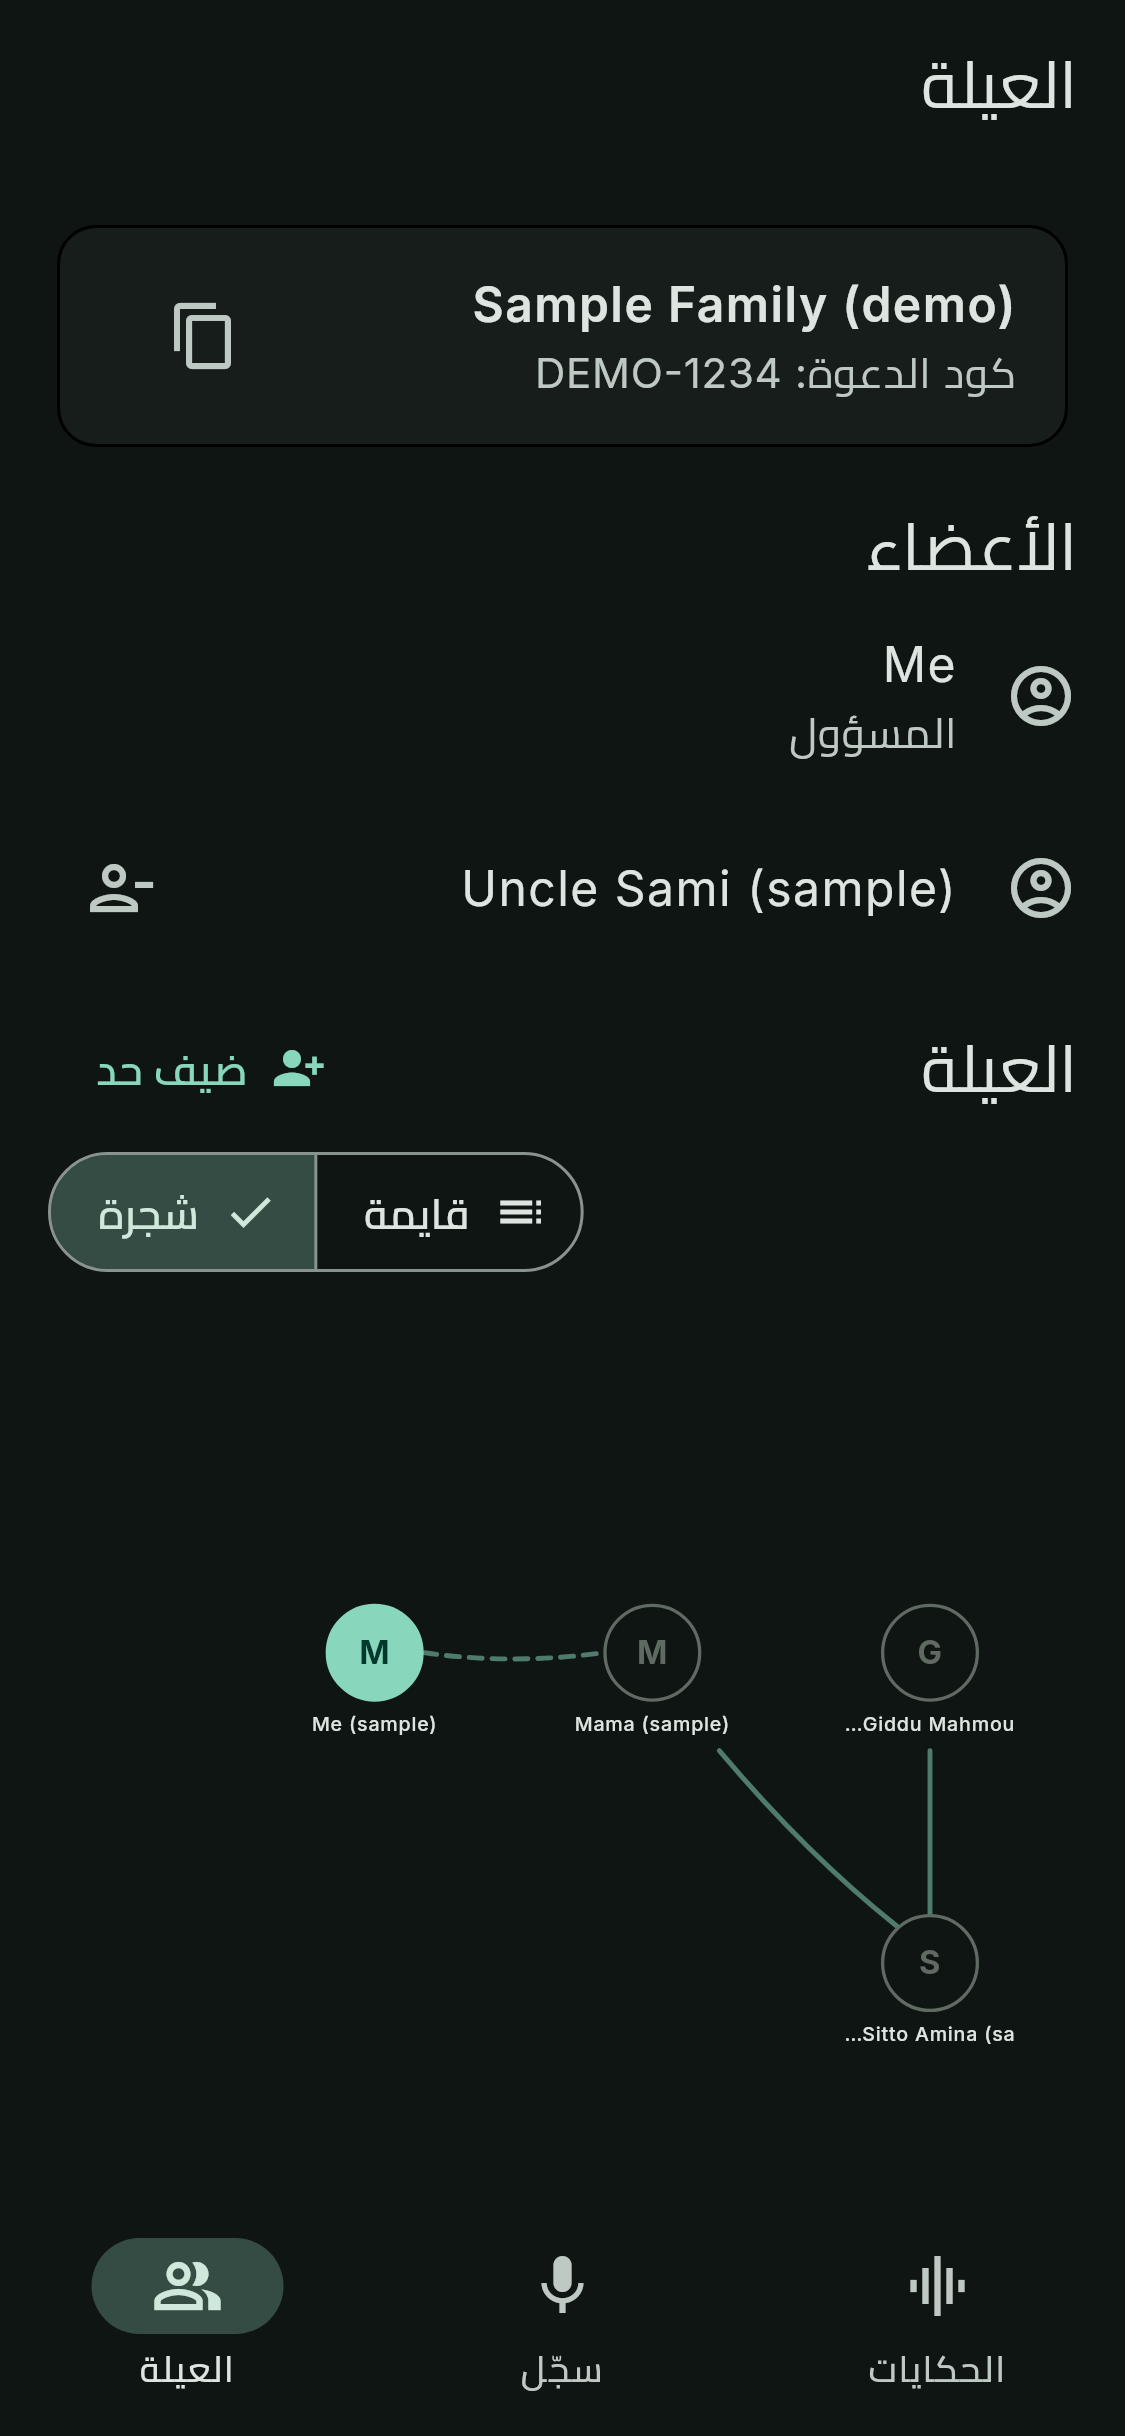 العيلة
Sample Family (demo)
كود الدعوة: DEMO-1234
الأعضاء
Me
المسؤول
Uncle Sami (sample)
العيلة
ضيف حد
قايمة
شجرة
G
M
M
Giddu Mahmou...
Mama (sample)
Me (sample)
S
Sitto Amina (sa...
الحكايات
سجّل
العيلة